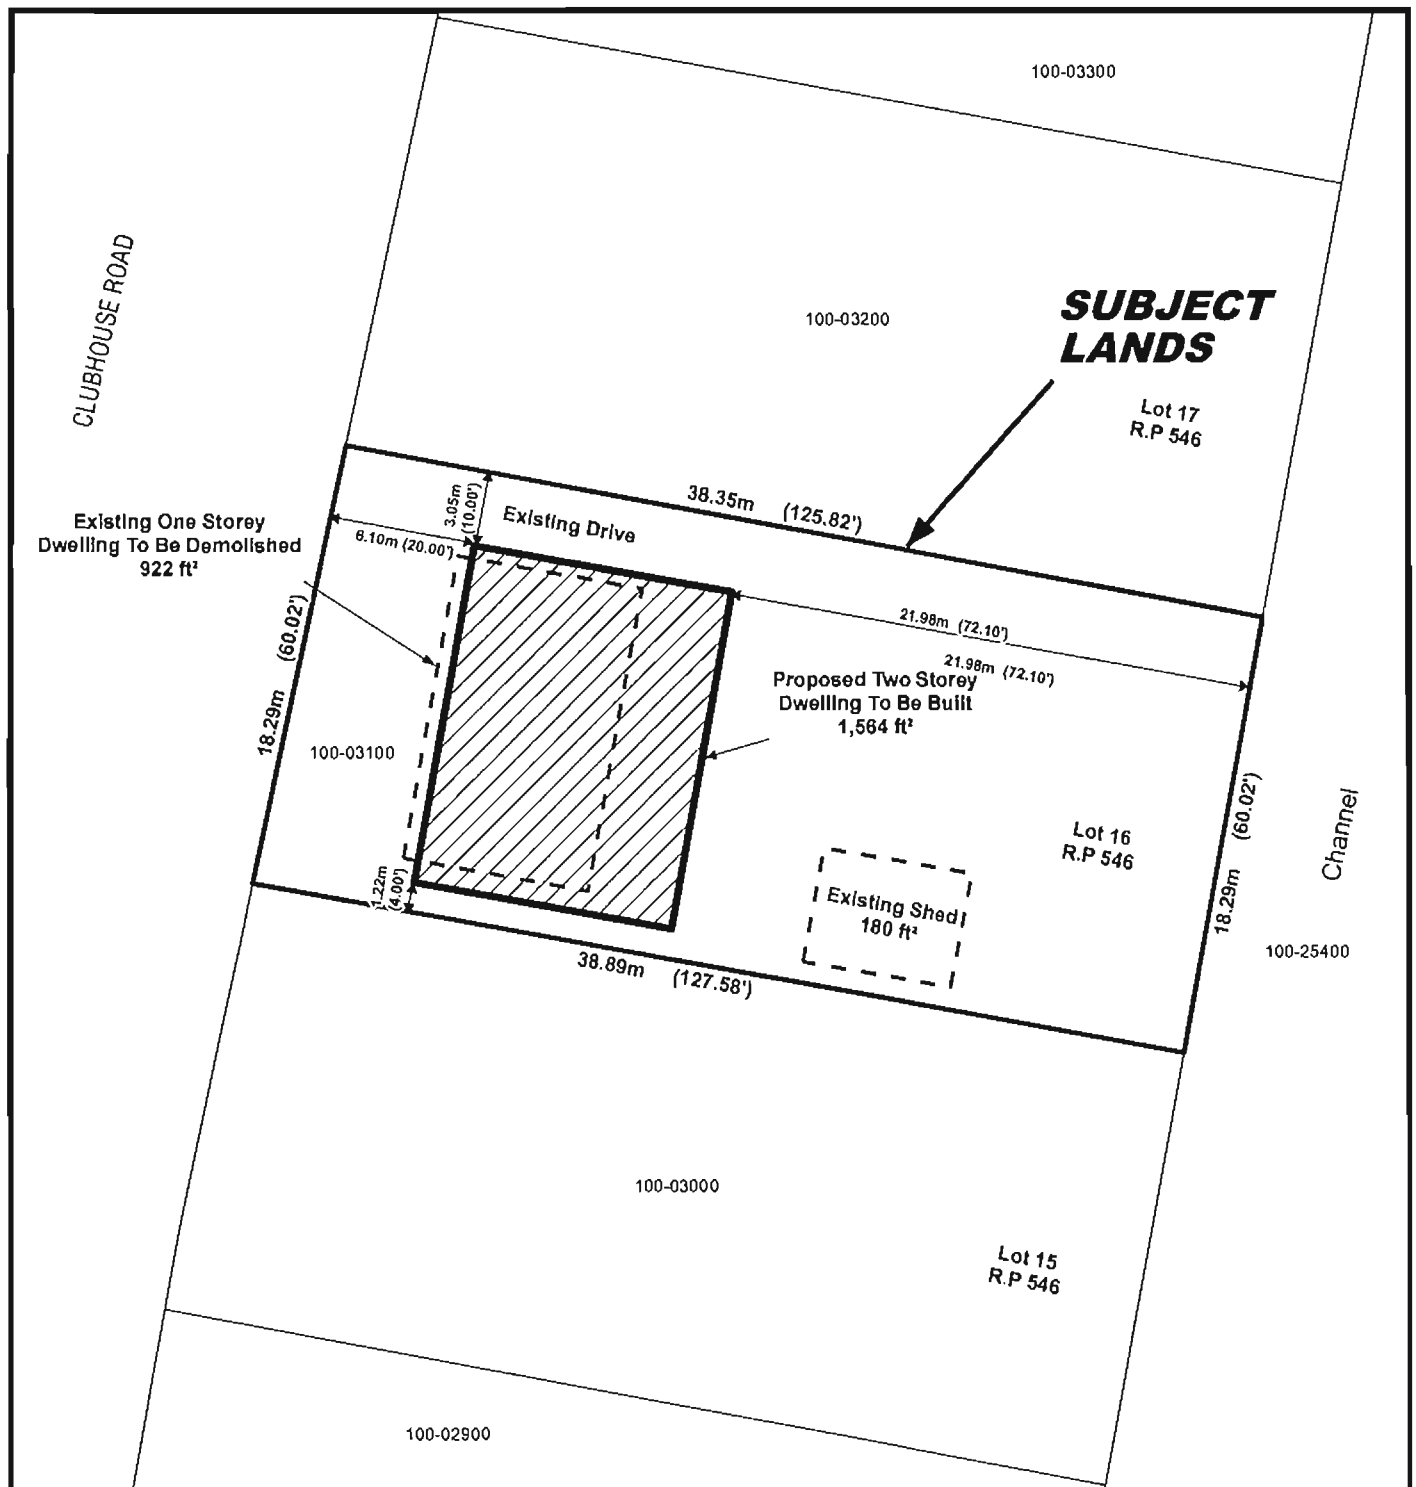 100-03300
CLUBHOUSE ROAD
100-03200
SUBJECT
LANDS
Lot 17
R.P 546
38.35m (125.82')
3.05m
(10.00')
Existing Drive
6.10m (20.00')
Existing One Storey
Dwelling To Be Demolished
922 ft²
21.98m (72.10')
21.98m (72.10')
(60.02')
18.29m
Proposed Two Storey
Dwelling To Be Built
1,564 ft²
100-03100
Lot 16
R.P 546
(60.02')
18.29m
Channel
1.22m
(4.00')
Existing Shed
180 ft²
100-25400
38.89m (127.58')
100-03000
Lot 15
R.P 546
100-02900